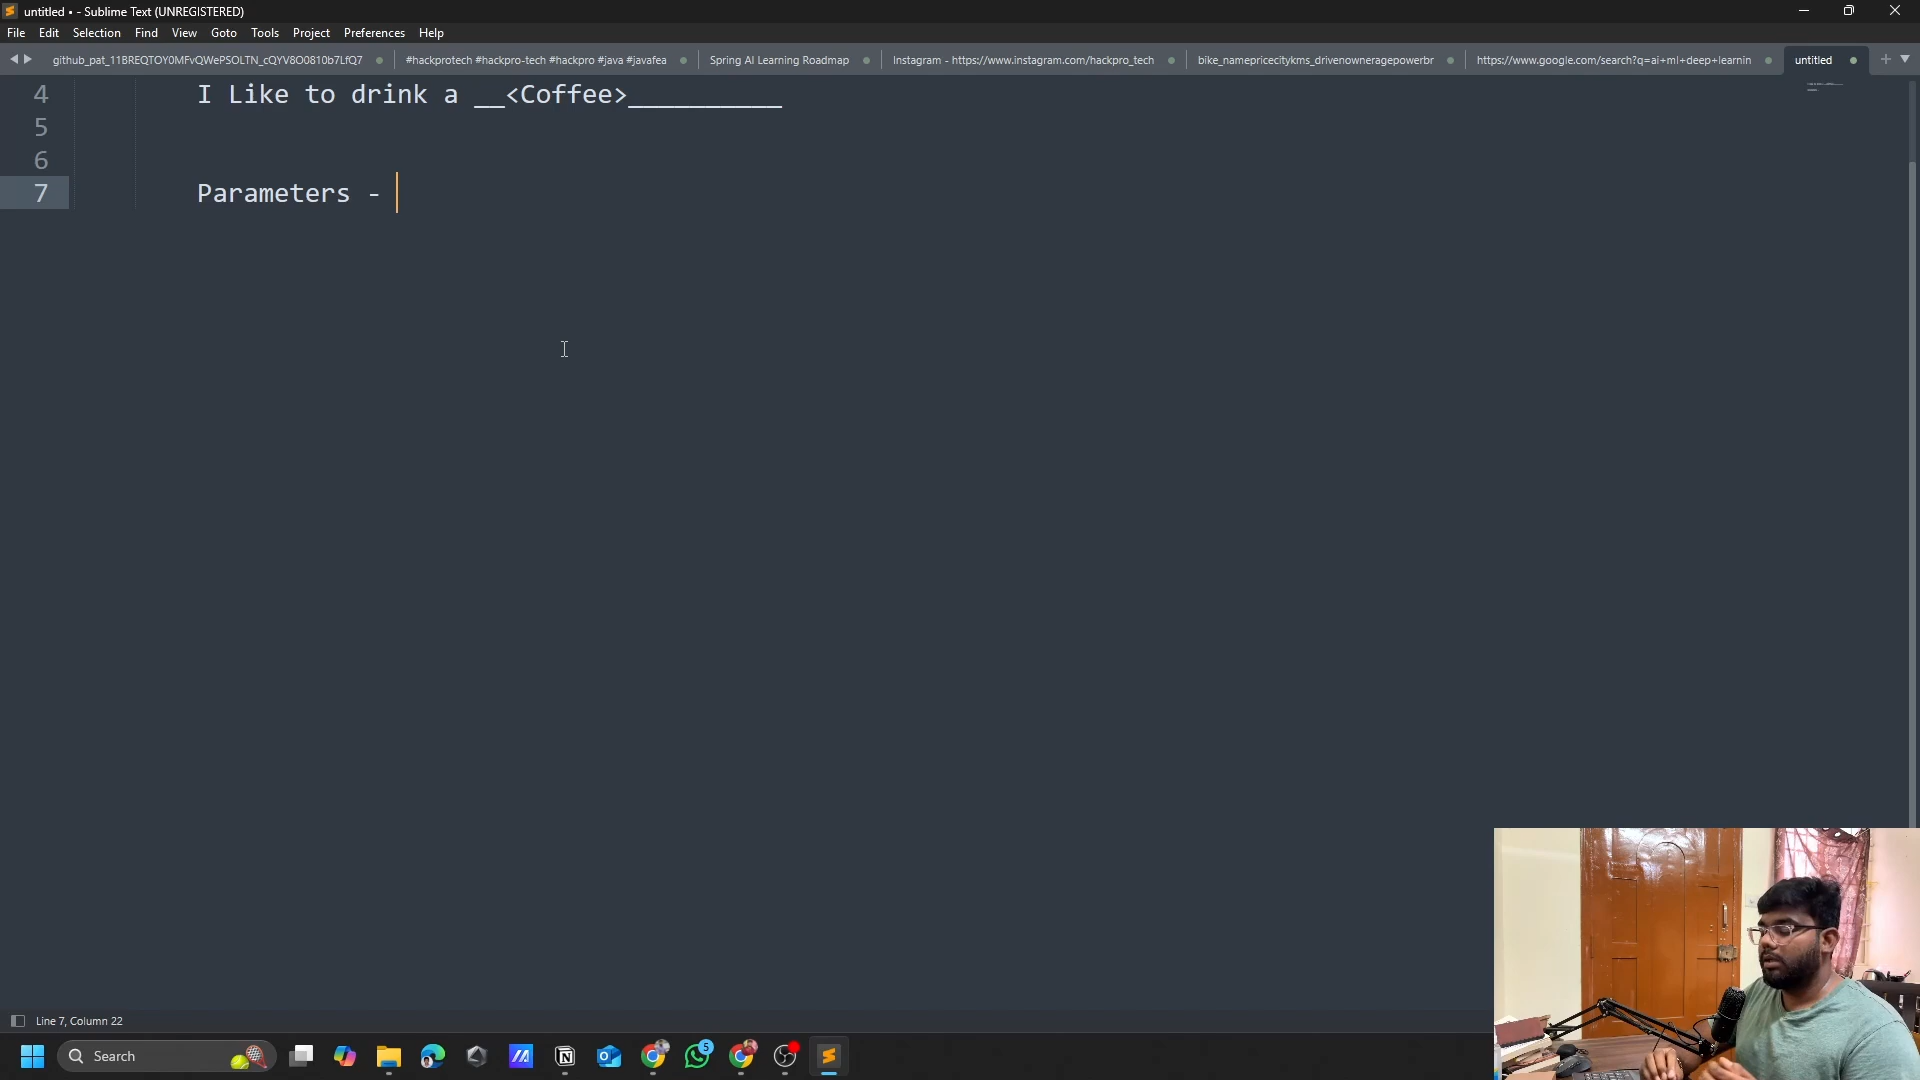 untitled • - Sublime Text (UNREGISTERED)
File Edit Selection Find View Goto Tools Project Preferences Help
github_pat_11BREQTOY0MFvQWePSOLTN_cQYV8O0810b7LfQ7 #hackprotech #hackpro-tech #hackpro #java #javafea Spring AI Learning Roadmap Instagram - https://www.instagram.com/hackpro_tech bike_namepricecitykms_drivenowneragepowerbr https://www.google.com/search?q=ai+ml+deep+learnin untitled
4 I Like to drink a __<Coffee>__________
5
6
7 Parameters -
Line 7, Column 22
Search 5